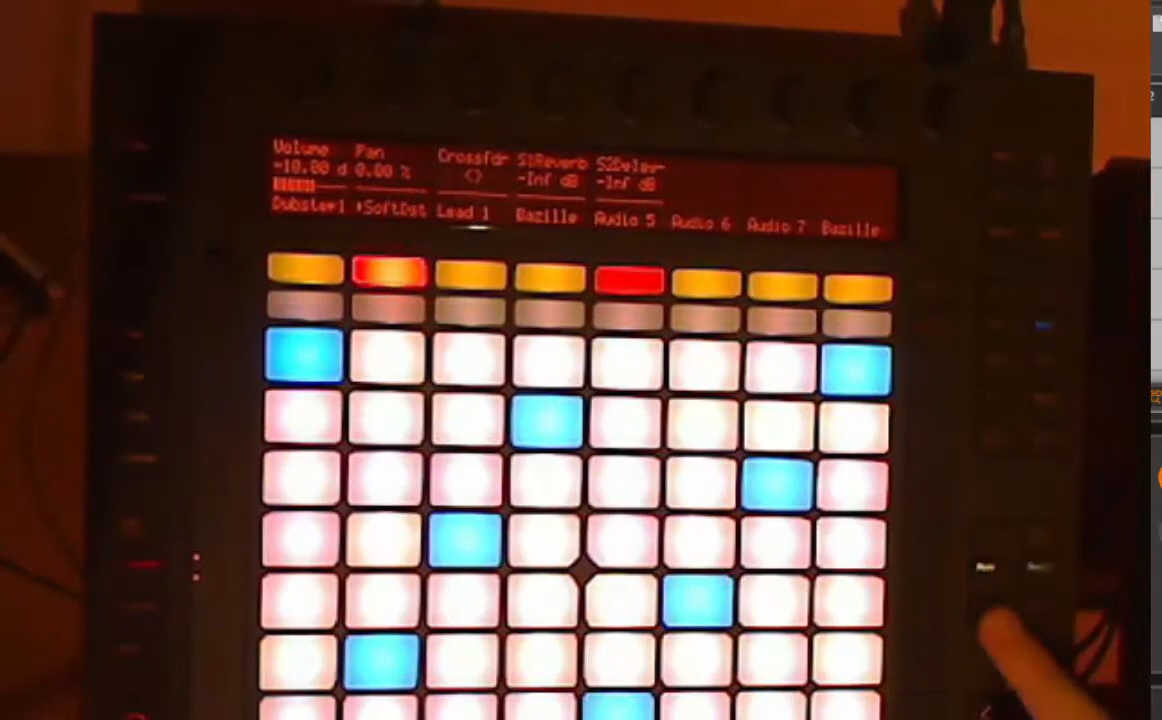 Volume Pan Crossfdr S1Reverb S2Delay
-10.00 d 0.00 % <> -Inf dB -Inf dB
SoftDst Lead 1 Bazille Audio 5 Audio 6 Audio 7 Bazille